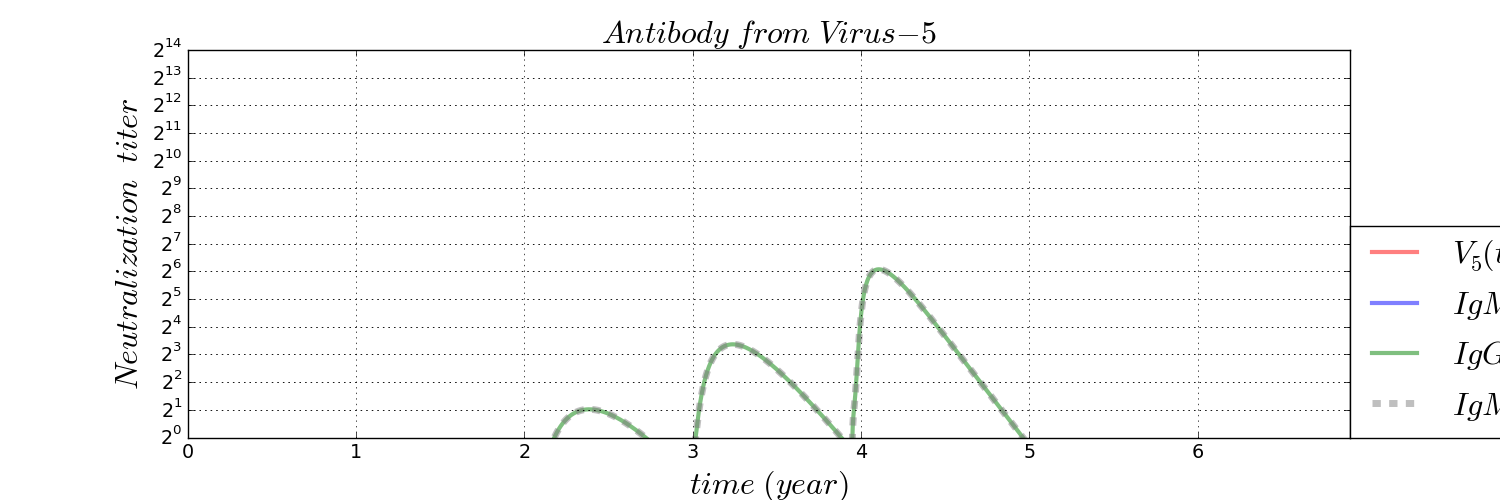 Antibody from Virus−5
2^14
2^13
2^12
2^11
2^10
2^9
2^8
2^7
2^6
2^5
2^4
2^3
2^2
2^1
2^0
Neutralization titer
0 1 2 3 4 5 6
time (year)
V_5(t
IgM
IgG
IgM